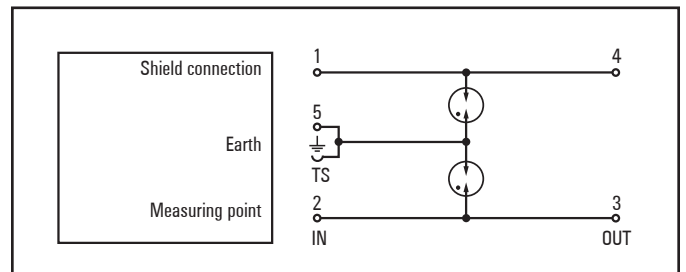 Shield connection
Earth
Measuring point
1
4
5
TS
2
3
IN
OUT